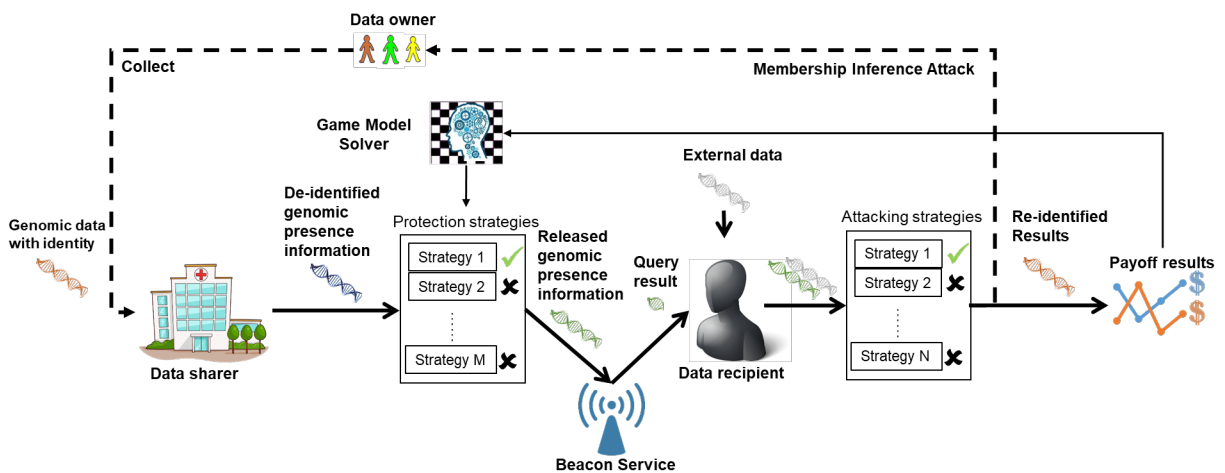 Data owner
Collect
Membership Inference Attack
Game Model
Solver
External data
De-identified
genomic
presence
information
Genomic data
with identity
Protection strategies
Strategy 1
Strategy 2
Strategy M
Released
genomic
presence
information
Query
result
Attacking strategies
Strategy 1
Strategy 2
Strategy N
Re-identified
Results
Payoff results
$
$
Data sharer
Data recipient
Beacon Service